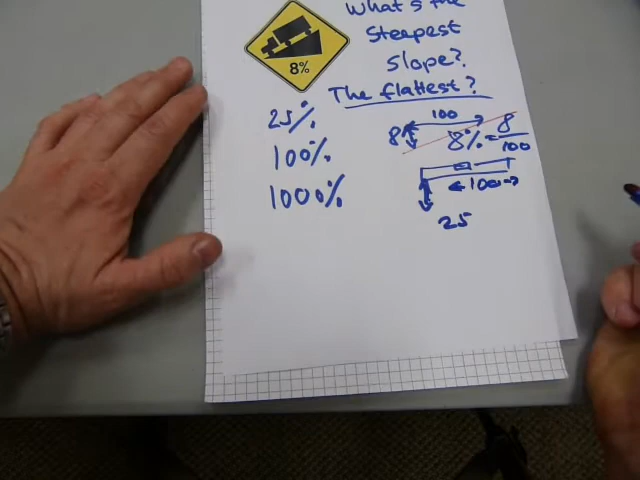 What's the
Steepest
slope?
The flattest?
8%
25%
100%
1000%
100
8
8% = 8/100
100
25